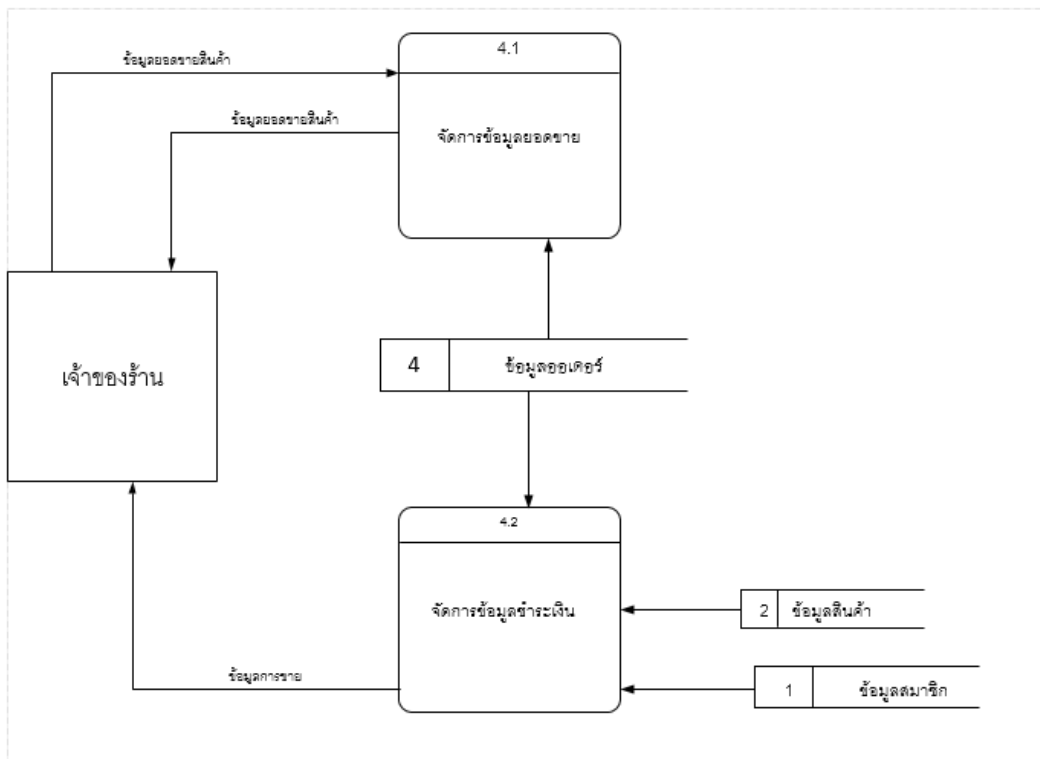 4.1
ข้อมูลยอดขายสินค้า
ข้อมูลยอดขายสินค้า
จัดการข้อมูลยอดขาย
เจ้าของร้าน
4
ข้อมูลออเดอร์
4.2
จัดการข้อมูลชำระเงิน
2
ข้อมูลสินค้า
ข้อมูลการขาย
1
ข้อมูลสมาชิก